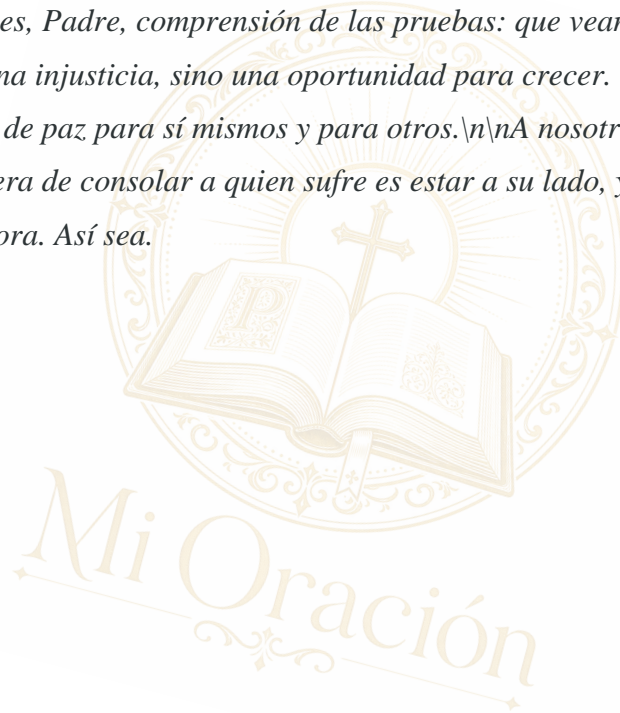 es, Padre, comprensión de las pruebas: que vean
na injusticia, sino una oportunidad para crecer.
de paz para sí mismos y para otros.\n\nA nosotr
era de consolar a quien sufre es estar a su lado, y
ora. Así sea.
P
Mi Oración